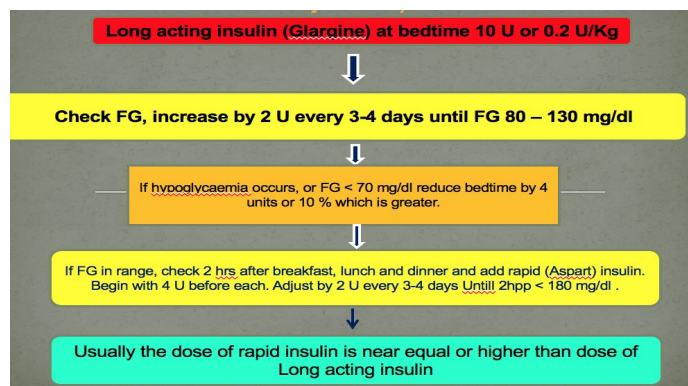 Long acting insulin (Glargine) at bedtime 10 U or 0.2 U/Kg
Check FG, increase by 2 U every 3-4 days until FG 80 – 130 mg/dl
If hypoglycaemia occurs, or FG < 70 mg/dl reduce bedtime by 4
units or 10 % which is greater.
If FG in range, check 2 hrs after breakfast, lunch and dinner and add rapid (Aspart) insulin.
Begin with 4 U before each. Adjust by 2 U every 3-4 days Untill 2hpp < 180 mg/dl .
Usually the dose of rapid insulin is near equal or higher than dose of
Long acting insulin